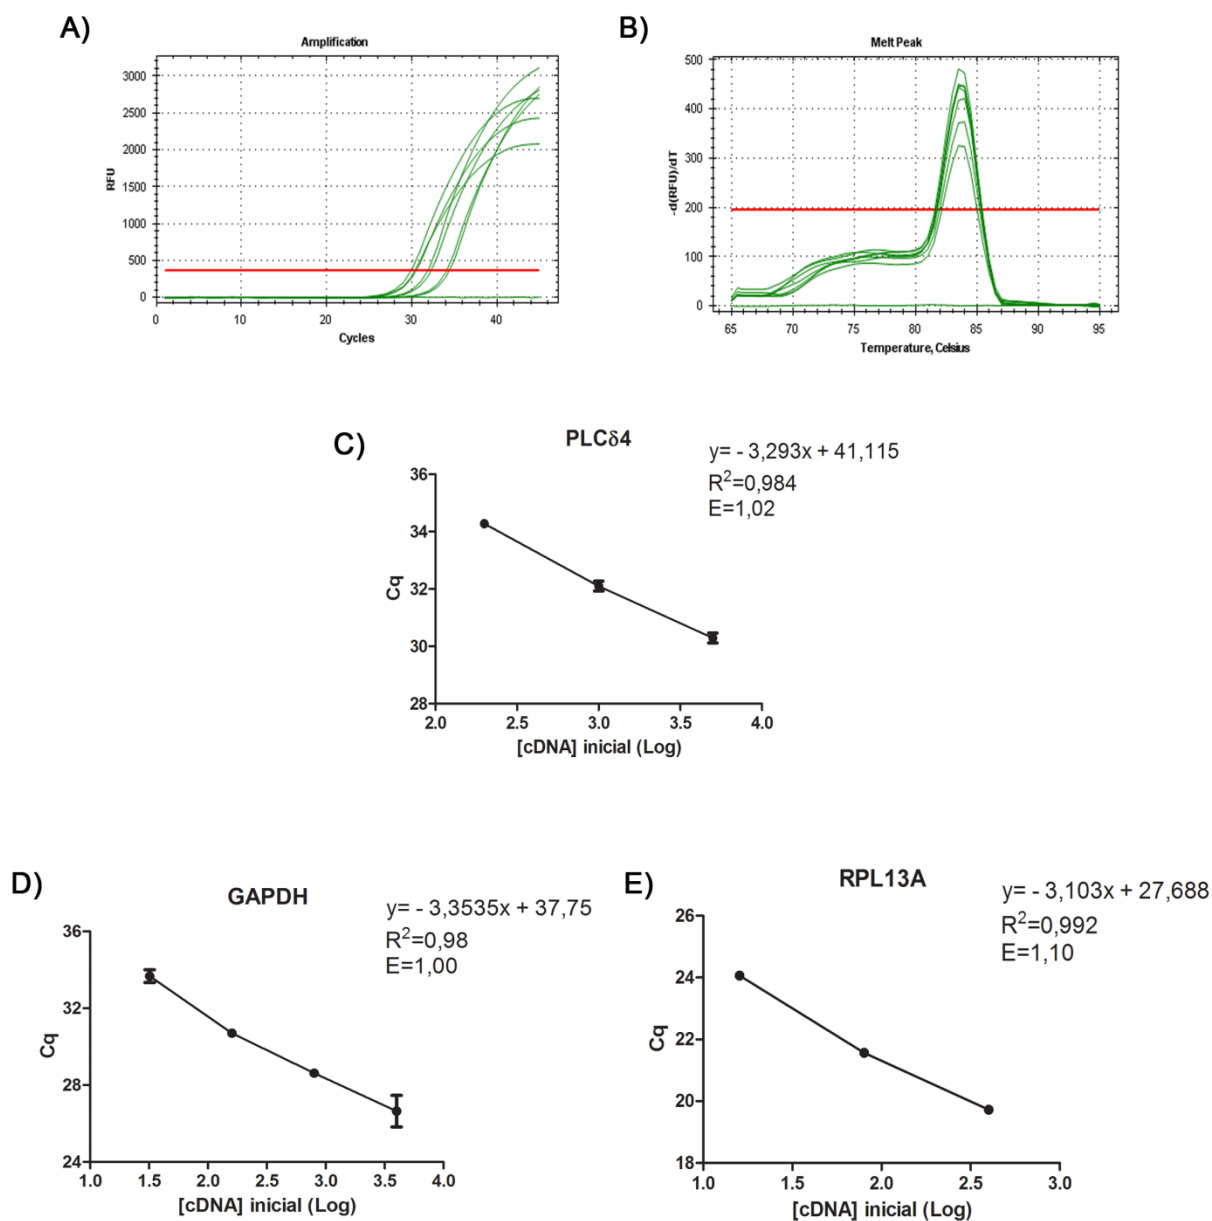 A)
Amplification
RFU
3000
2500
2000
1500
1000
500
0
0 10 20 30 40
Cycles
B)
Melt Peak
-d(RFU)/dT
500
400
300
200
100
0
65 70 75 80 85 90 95
Temperature, Celsius
C)
PLCδ4
y= - 3,293x + 41,115
R²=0,984
E=1,02
Cq
36
34
32
30
28
2.0 2.5 3.0 3.5 4.0
[cDNA] inicial (Log)
D)
GAPDH
y= - 3,3535x + 37,75
R²=0,98
E=1,00
Cq
36
32
28
24
1.0 1.5 2.0 2.5 3.0 3.5 4.0
[cDNA] inicial (Log)
E)
RPL13A
y= - 3,103x + 27,688
R²=0,992
E=1,10
Cq
26
24
22
20
18
1.0 1.5 2.0 2.5 3.0
[cDNA] inicial (Log)